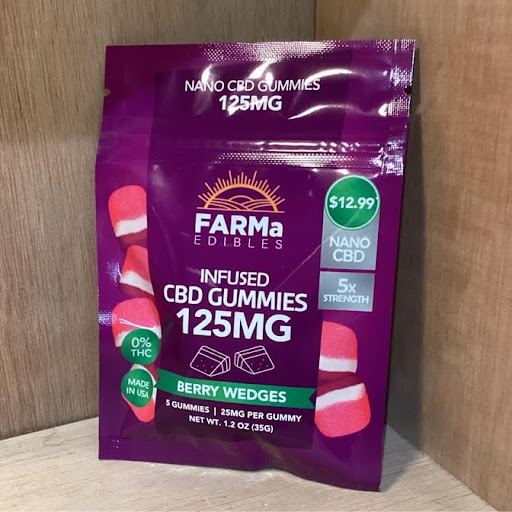 NANO CBD GUMMIES
125MG
FARMa
EDIBLES
$12.99
NANO
CBD
5x
STRENGTH
INFUSED
CBD GUMMIES
125MG
0%
THC
MADE
IN USA
BERRY WEDGES
5 GUMMIES | 25MG PER GUMMY
NET WT. 1.2 OZ (35G)